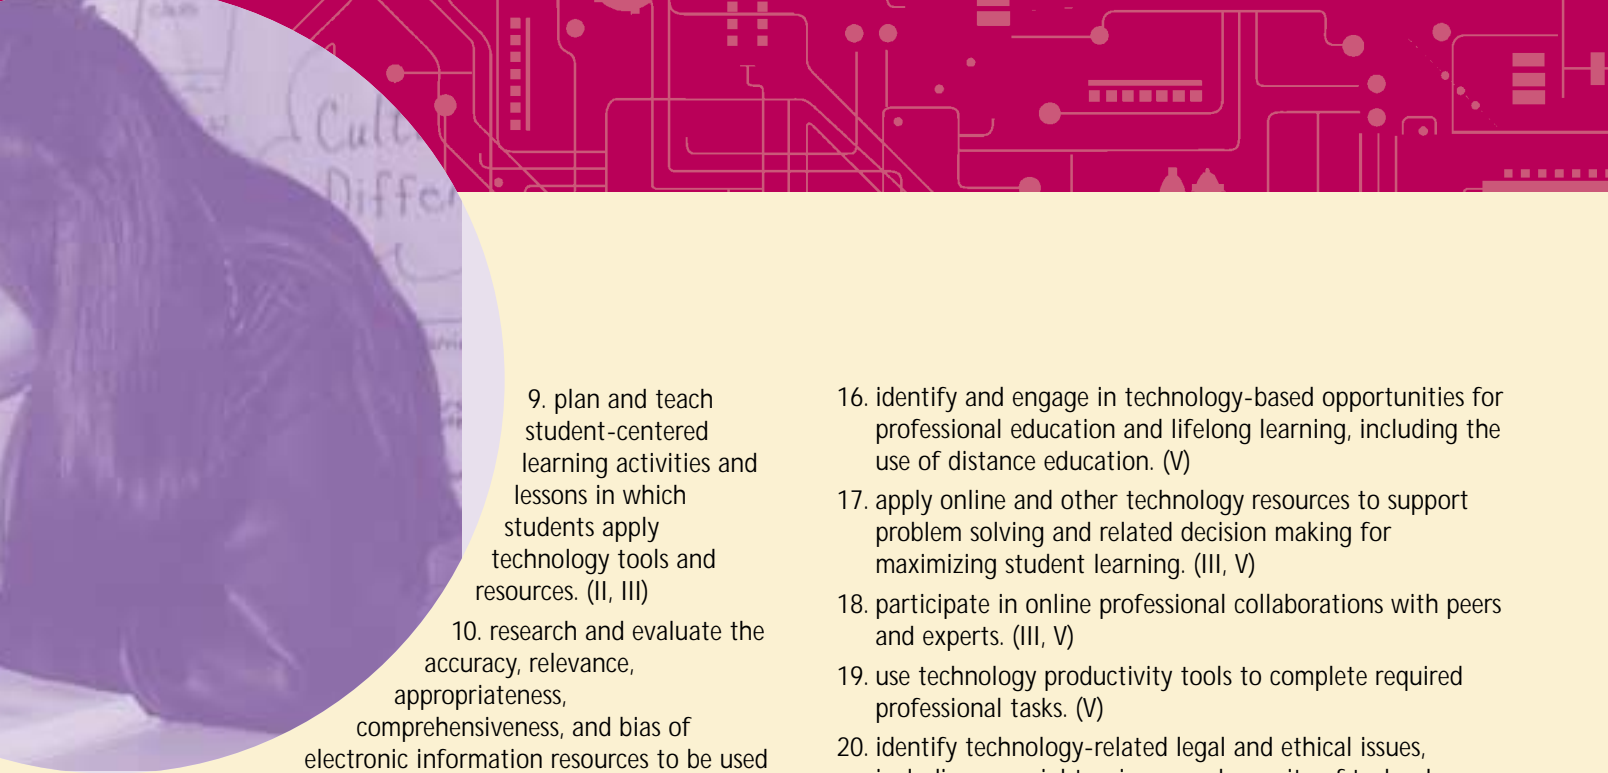 Cult
Differ
9. plan and teach
student-centered
learning activities and
lessons in which
students apply
technology tools and
resources. (II, III)
10. research and evaluate the
accuracy, relevance,
appropriateness,
comprehensiveness, and bias of
electronic information resources to be used
16. identify and engage in technology-based opportunities for
professional education and lifelong learning, including the
use of distance education. (V)
17. apply online and other technology resources to support
problem solving and related decision making for
maximizing student learning. (III, V)
18. participate in online professional collaborations with peers
and experts. (III, V)
19. use technology productivity tools to complete required
professional tasks. (V)
20. identify technology-related legal and ethical issues,